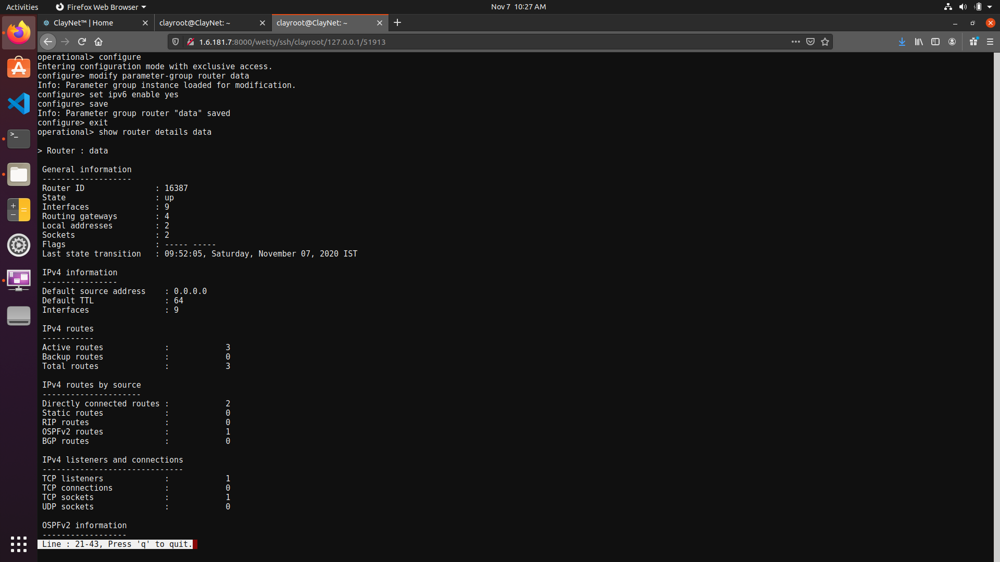 Activities
Firefox Web Browser
Nov 7 10:27 AM
ClayNet™ | Home
clayroot@ClayNet: ~
clayroot@ClayNet: ~
1.6.181.7:8000/wetty/ssh/clayroot/127.0.0.1/51913
operational> configure
Entering configuration mode with exclusive access.
configure> modify parameter-group router data
Info: Parameter group instance loaded for modification.
configure> set ipv6 enable yes
configure> save
Info: Parameter group router "data" saved
configure> exit
operational> show router details data
> Router : data
General information
-------------------
Router ID : 16387
State : up
Interfaces : 9
Routing gateways : 4
Local addresses : 2
Sockets : 2
Flags : ----- -----
Last state transition : 09:52:05, Saturday, November 07, 2020 IST
IPv4 information
----------------
Default source address : 0.0.0.0
Default TTL : 64
Interfaces : 9
IPv4 routes
-----------
Active routes : 3
Backup routes : 0
Total routes : 3
IPv4 routes by source
---------------------
Directly connected routes : 2
Static routes : 0
RIP routes : 0
OSPFv2 routes : 1
BGP routes : 0
IPv4 listeners and connections
------------------------------
TCP listeners : 1
TCP connections : 0
TCP sockets : 1
UDP sockets : 0
OSPFv2 information
------------------
Line : 21-43, Press 'q' to quit.